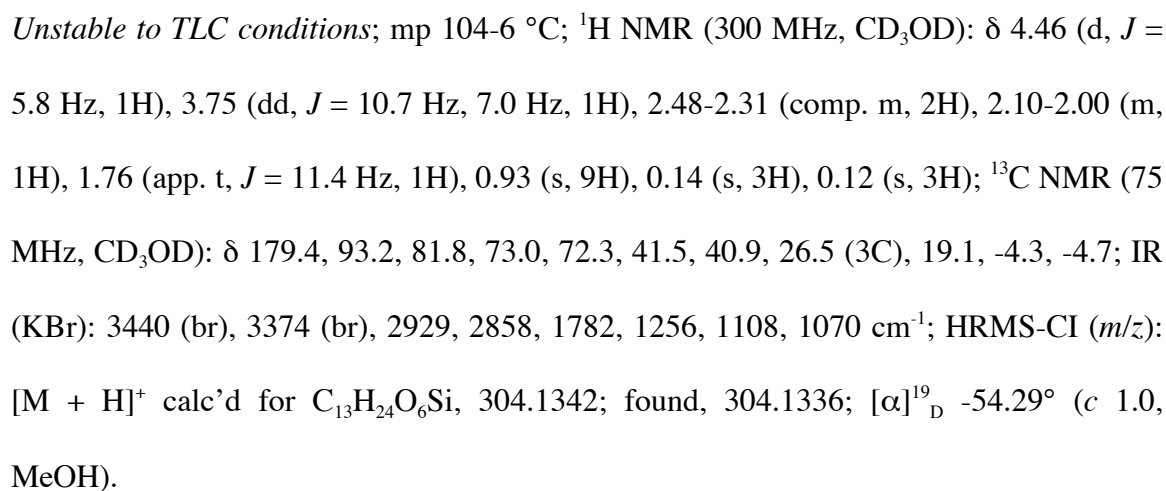 Unstable to TLC conditions; mp 104-6 °C; ¹H NMR (300 MHz, CD₃OD): δ 4.46 (d, J =
5.8 Hz, 1H), 3.75 (dd, J = 10.7 Hz, 7.0 Hz, 1H), 2.48-2.31 (comp. m, 2H), 2.10-2.00 (m,
1H), 1.76 (app. t, J = 11.4 Hz, 1H), 0.93 (s, 9H), 0.14 (s, 3H), 0.12 (s, 3H); ¹³C NMR (75
MHz, CD₃OD): δ 179.4, 93.2, 81.8, 73.0, 72.3, 41.5, 40.9, 26.5 (3C), 19.1, -4.3, -4.7; IR
(KBr): 3440 (br), 3374 (br), 2929, 2858, 1782, 1256, 1108, 1070 cm⁻¹; HRMS-CI (m/z):
[M + H]⁺ calc’d for C₁₃H₂₄O₆Si, 304.1342; found, 304.1336; [α]¹⁹_D -54.29° (c 1.0,
MeOH).